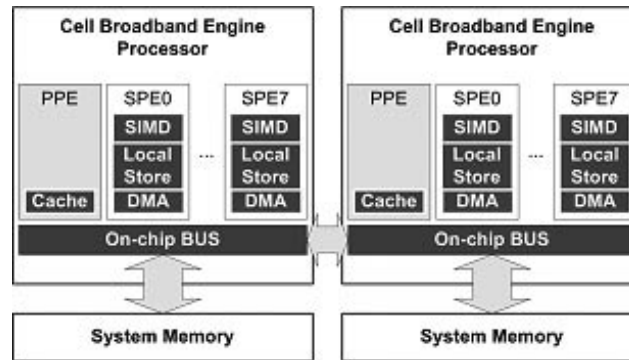 Cell Broadband Engine
Processor
PPE
SPE0
SPE7
SIMD
SIMD
Local
Store
...
Local
Store
Cache
DMA
DMA
On-chip BUS
System Memory
Cell Broadband Engine
Processor
PPE
SPE0
SPE7
SIMD
SIMD
Local
Store
...
Local
Store
Cache
DMA
DMA
On-chip BUS
System Memory